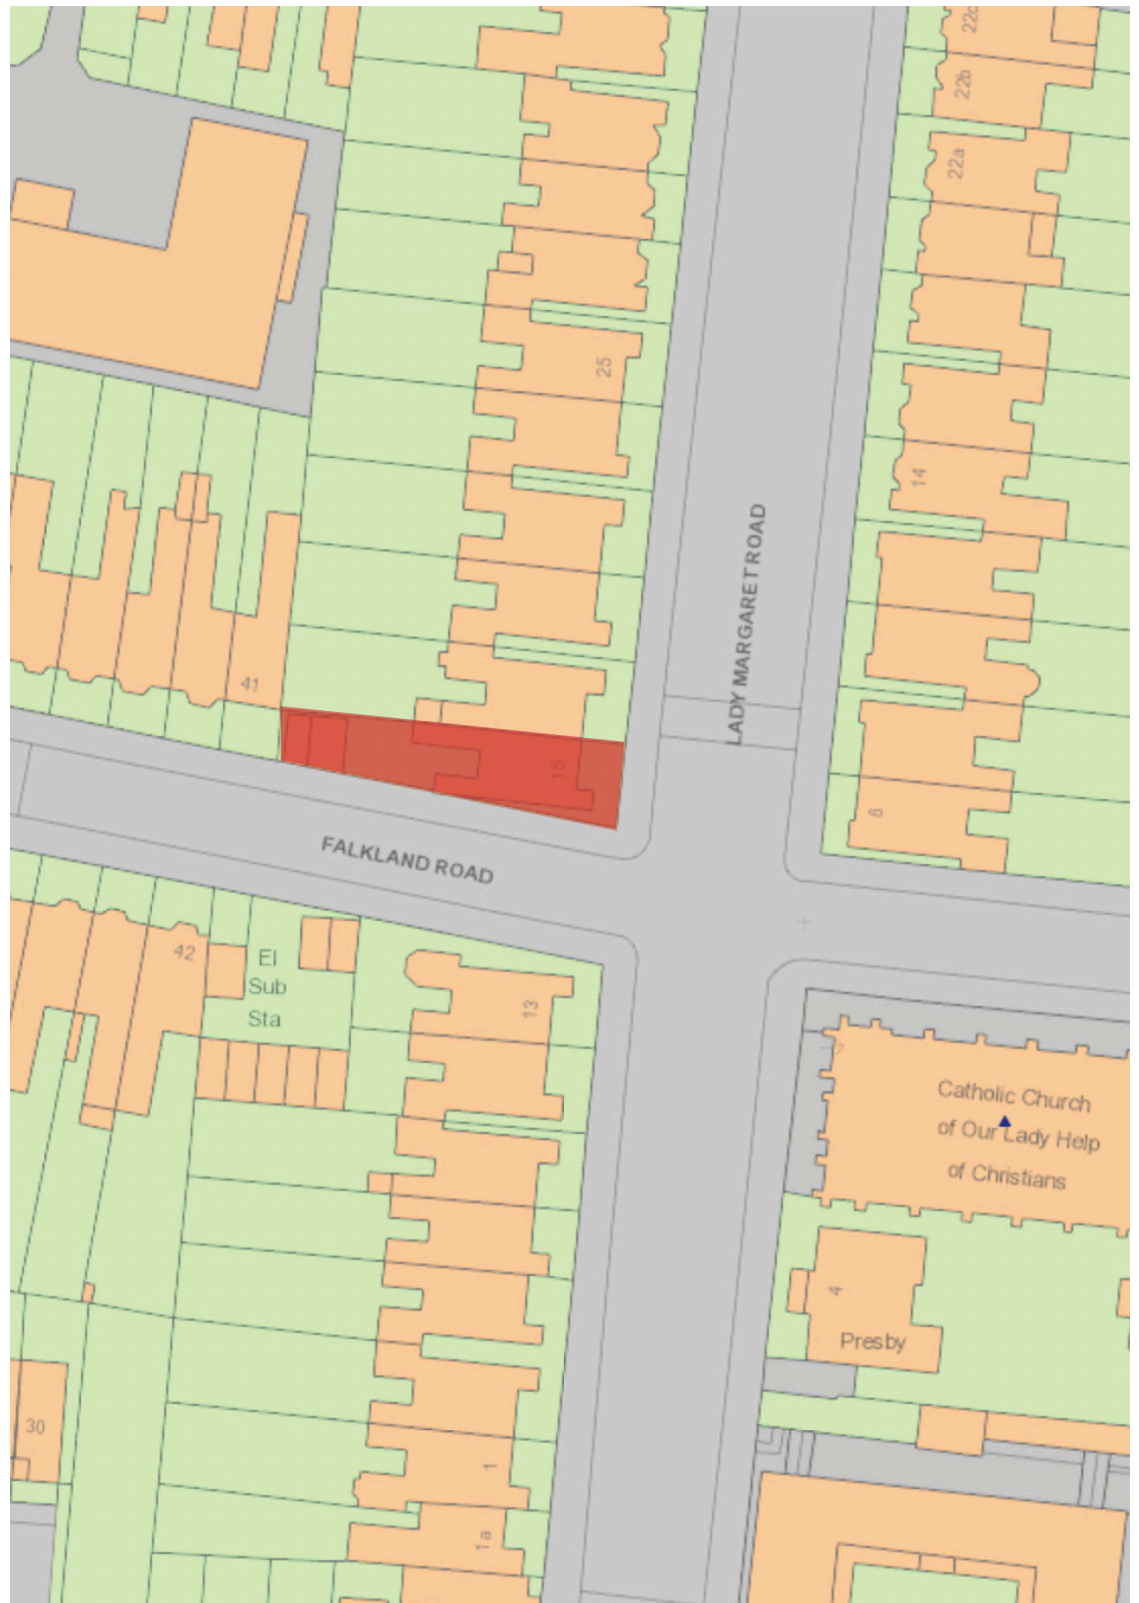 22c
22b
22a
25
14
LADY MARGARET ROAD
41
15
6
FALKLAND ROAD
42
El
Sub
Sta
13
Catholic Church
of Our Lady Help
of Christians
4
Presby
30
1
1a